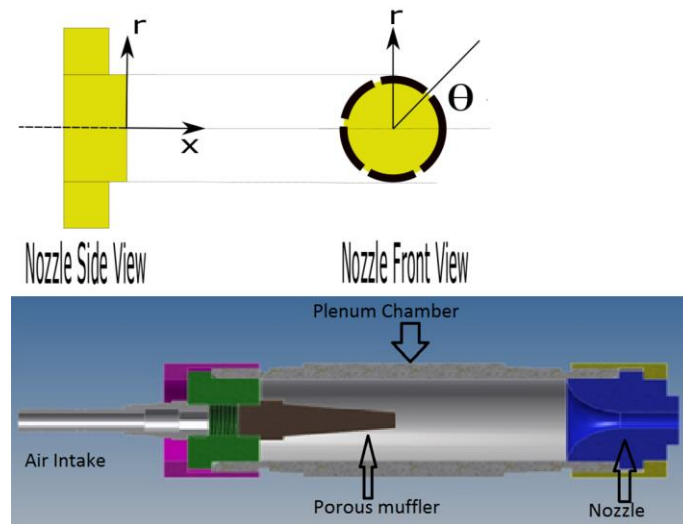 r
r
Θ
x
Nozzle Side View
Nozzle Front View
Plenum Chamber
Air Intake
Porous muffler
Nozzle